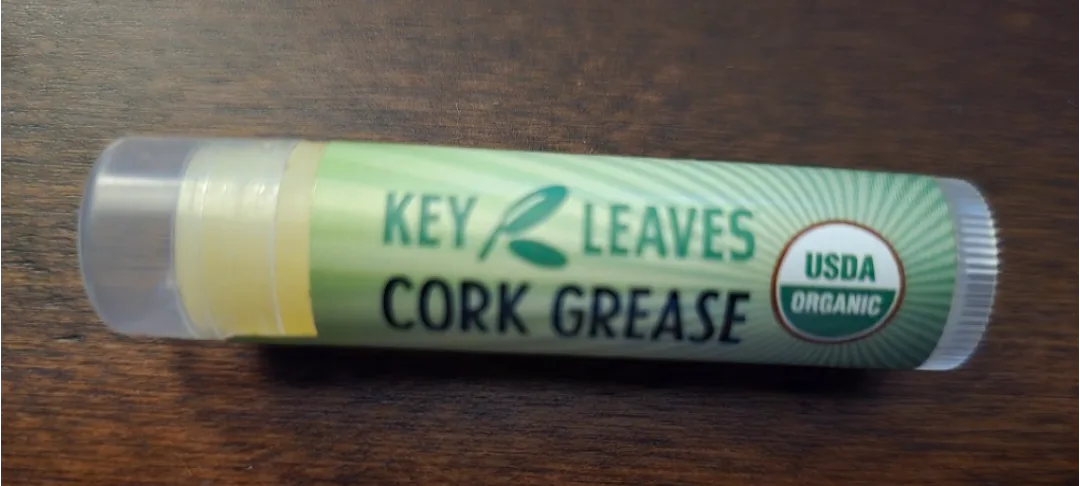 KEY LEAVES
CORK GREASE
USDA
ORGANIC